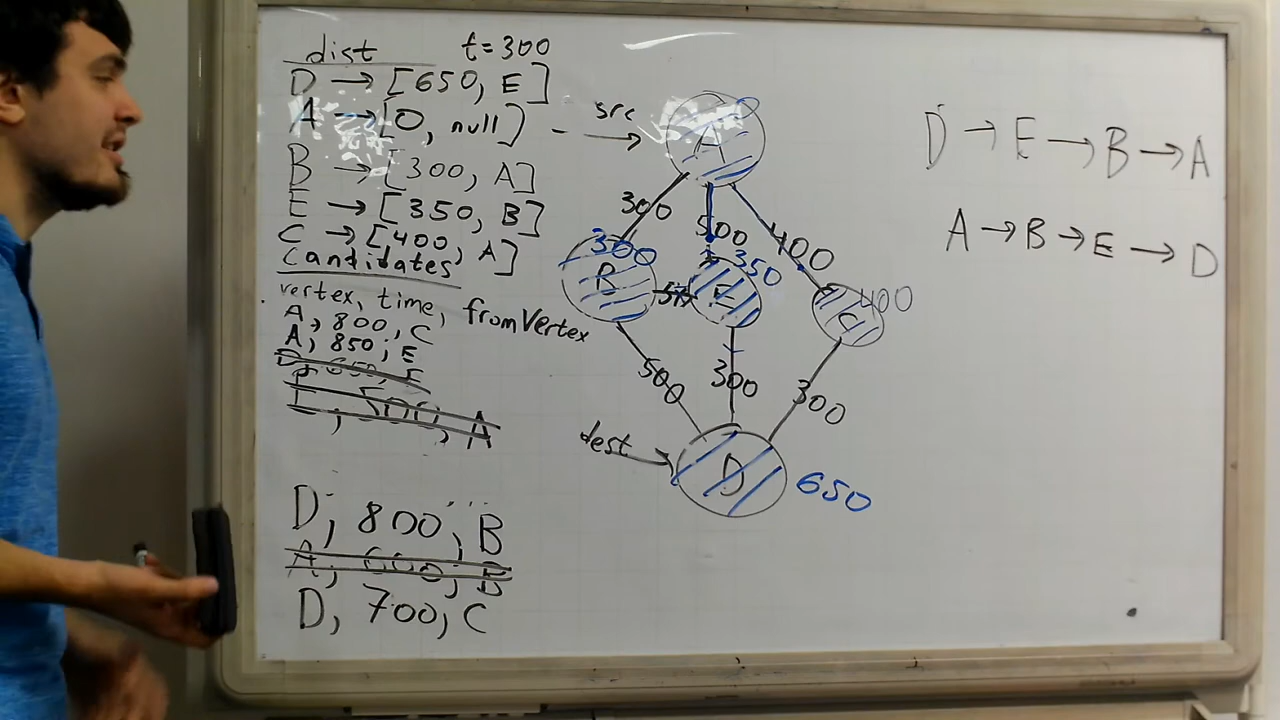 dist t=300
D → [650, E]
A → [0, null]
B → [300, A]
E → [350, B]
C → [400, A]
Candidates
vertex, time, fromVertex
A, 800, C
A, 850, E
D, 650, E
E, 500, A
D, 800, B
A, 600, B
D, 700, C
src →
A
300
500
400
300
B
350
E
400
C
500
300
300
dest →
D
650
D → E → B → A
A → B → E → D